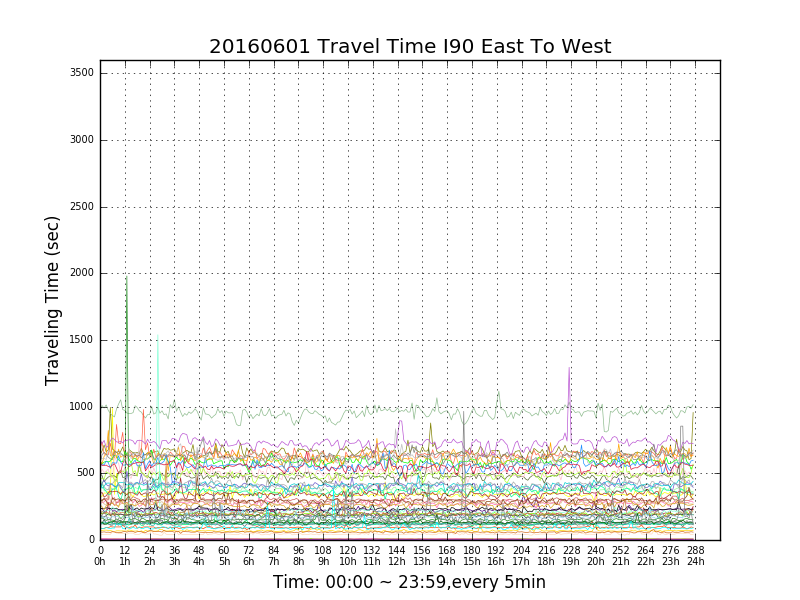 20160601 Travel Time I90 East To West
3500
3000
2500
2000
1500
1000
500
0
Traveling Time (sec)
0 12 24 36 48 60 72 84 96 108 120 132 144 156 168 180 192 204 216 228 240 252 264 276 288
0h 1h 2h 3h 4h 5h 6h 7h 8h 9h 10h 11h 12h 13h 14h 15h 16h 17h 18h 19h 20h 21h 22h 23h 24h
Time: 00:00 ~ 23:59,every 5min